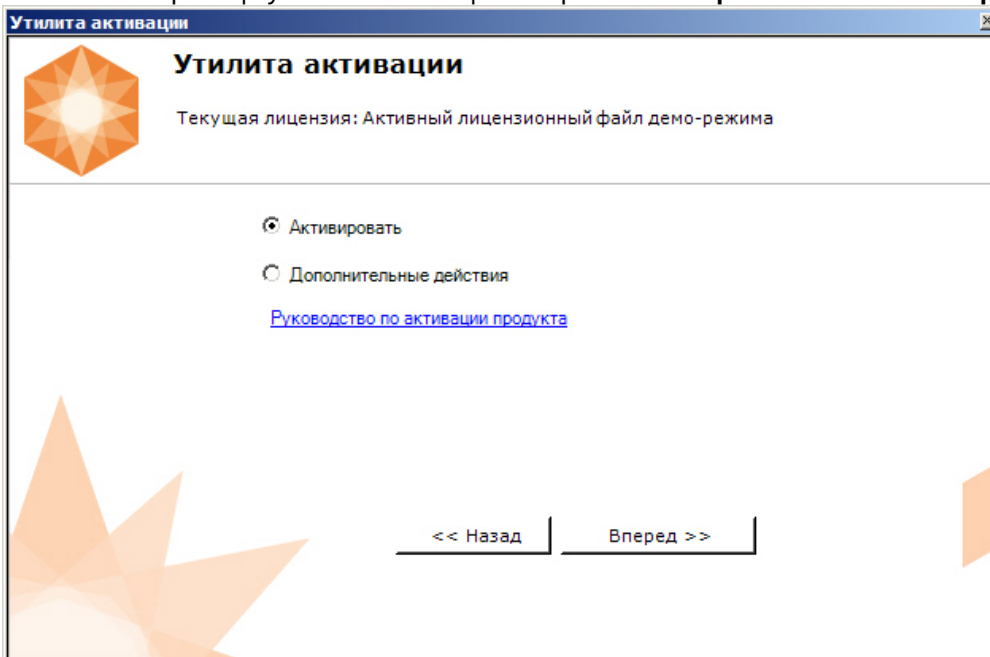 Утилита активации
Утилита активации
Текущая лицензия: Активный лицензионный файл демо-режима
Активировать
Дополнительные действия
Руководство по активации продукта
<< Назад
Вперед >>